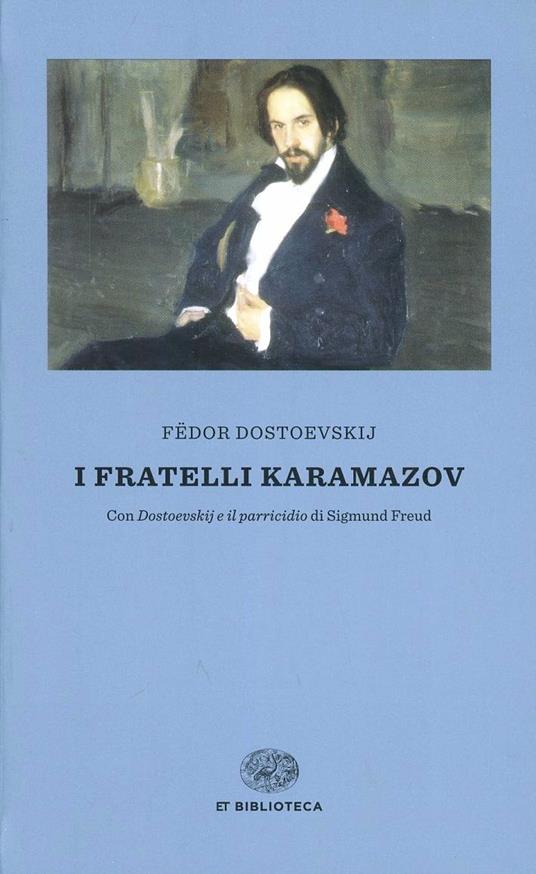 FËDOR DOSTOEVSKIJ
I FRATELLI KARAMAZOV
Con Dostoevskij e il parricidio di Sigmund Freud
ET BIBLIOTECA